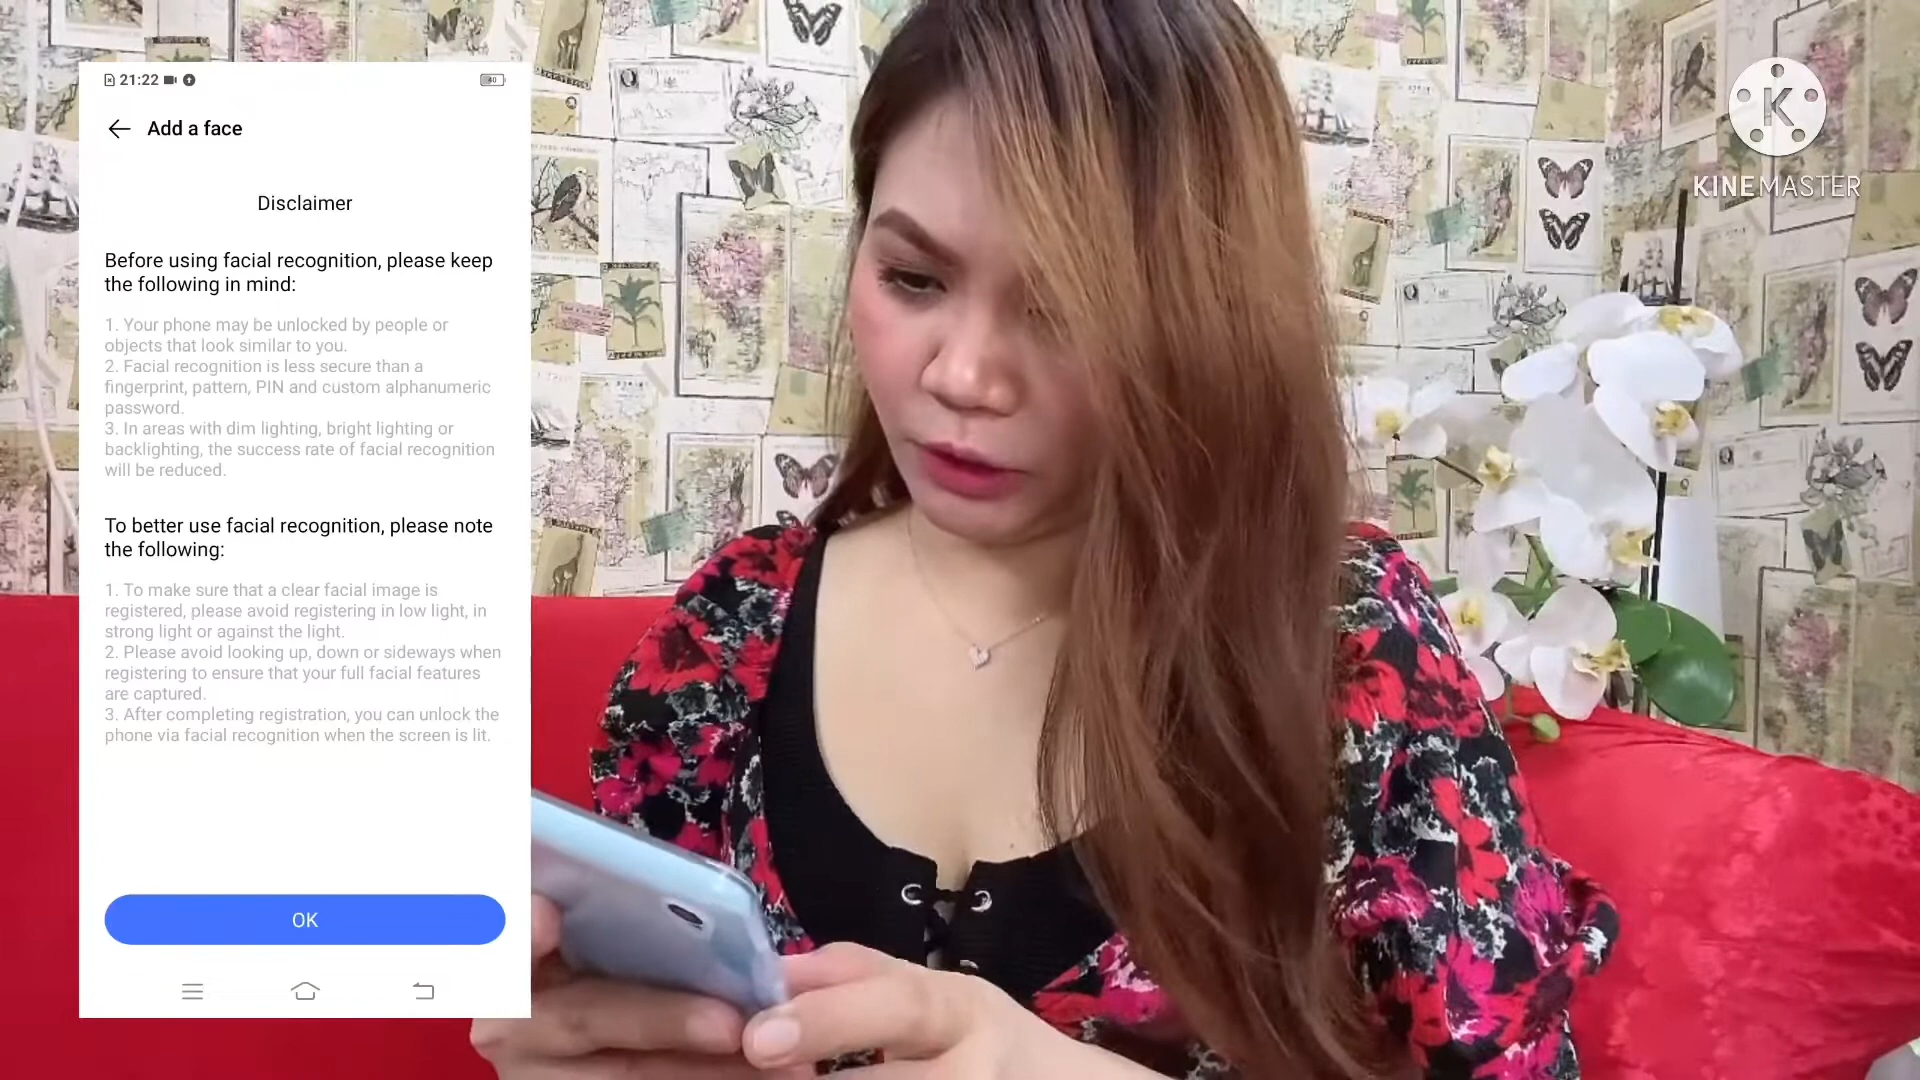 21:22
40
Add a face
Disclaimer
Before using facial recognition, please keep
the following in mind:
1. Your phone may be unlocked by people or
objects that look similar to you.
2. Facial recognition is less secure than a
fingerprint, pattern, PIN and custom alphanumeric
password.
3. In areas with dim lighting, bright lighting or
backlighting, the success rate of facial recognition
will be reduced.
To better use facial recognition, please note
the following:
1. To make sure that a clear facial image is
registered, please avoid registering in low light, in
strong light or against the light.
2. Please avoid looking up, down or sideways when
registering to ensure that your full facial features
are captured.
3. After completing registration, you can unlock the
phone via facial recognition when the screen is lit.
OK
K
KINEMASTER